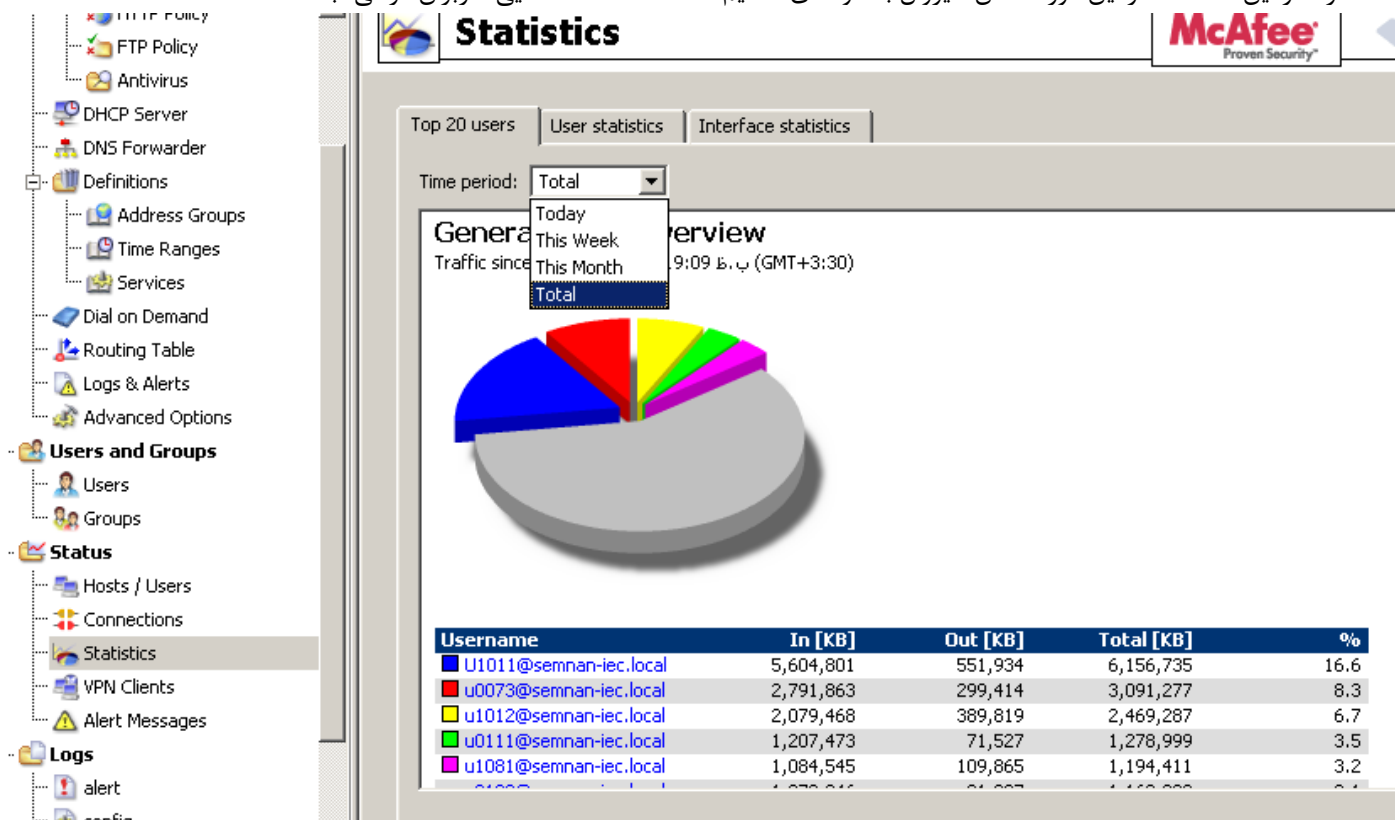 HTTP Policy
FTP Policy
Antivirus
DHCP Server
DNS Forwarder
Definitions
Address Groups
Time Ranges
Services
Dial on Demand
Routing Table
Logs & Alerts
Advanced Options
Users and Groups
Users
Groups
Status
Hosts / Users
Connections
Statistics
VPN Clients
Alert Messages
Logs
alert
config
Statistics
McAfee
Proven Security™
Top 20 users User statistics Interface statistics
Time period: Total
Today
This Week
This Month
Total
Traffic since 9:09 ب.ظ (GMT+3:30)
Username In [KB] Out [KB] Total [KB] %
U1011@semnan-iec.local 5,604,801 551,934 6,156,735 16.6
u0073@semnan-iec.local 2,791,863 299,414 3,091,277 8.3
u1012@semnan-iec.local 2,079,468 389,819 2,469,287 6.7
u0111@semnan-iec.local 1,207,473 71,527 1,278,999 3.5
u1081@semnan-iec.local 1,084,545 109,865 1,194,411 3.2